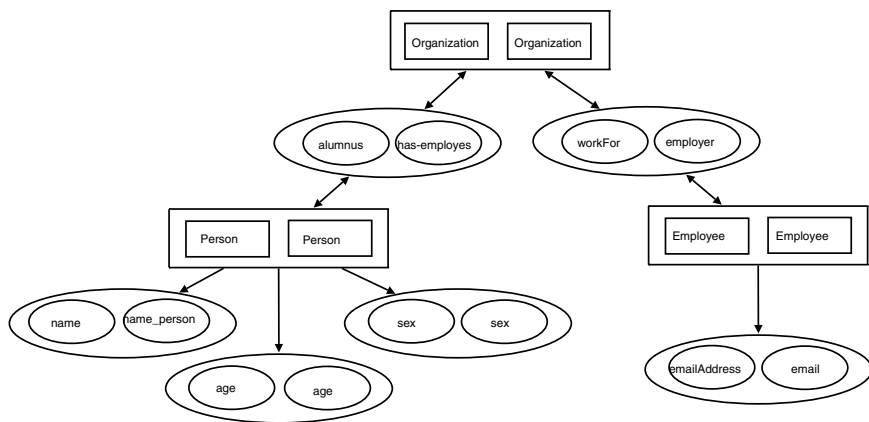 Organization Organization
alumnus has-employes workFor employer
Person Person Employee Employee
name name_person sex sex
emailAddress email
age age